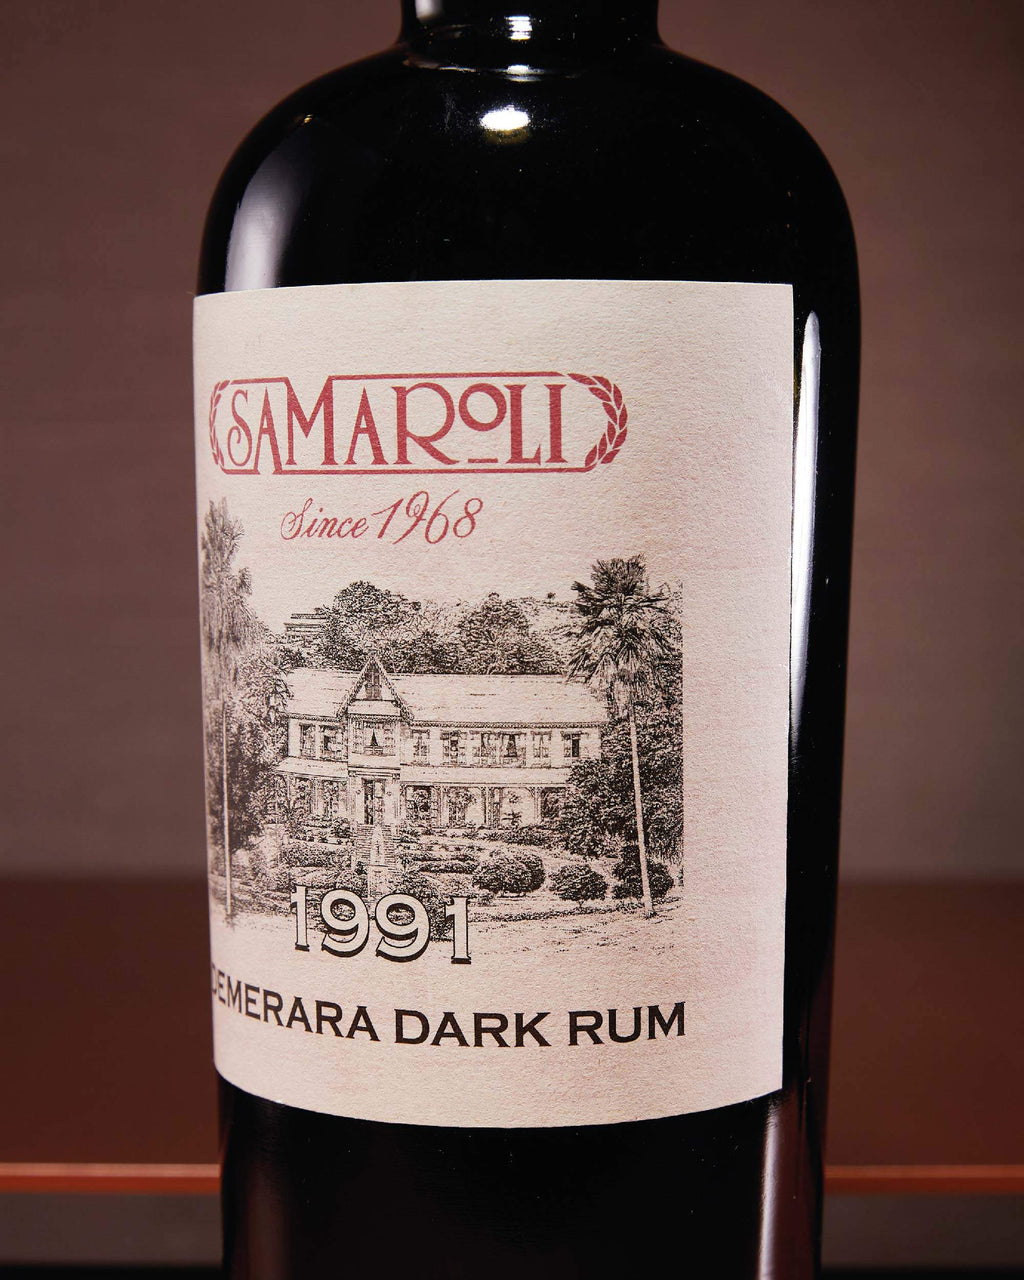 SAMAROLI
Since 1968
1991
DEMERARA DARK RUM